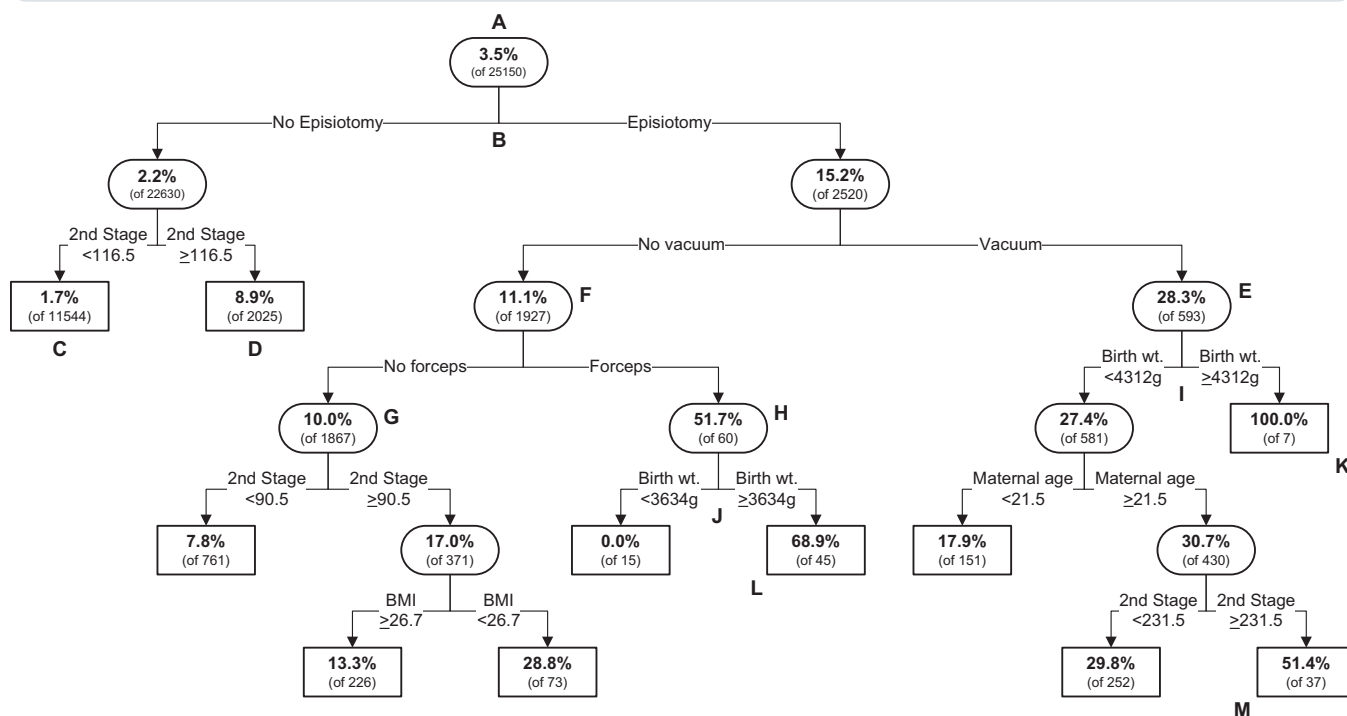 A
3.5%
(of 25150)
No Episiotomy
Episiotomy
B
2.2%
(of 22630)
15.2%
(of 2520)
2nd Stage
<116.5
2nd Stage
≥116.5
No vacuum
Vacuum
1.7%
(of 11544)
C
8.9%
(of 2025)
D
11.1%
(of 1927)
F
28.3%
(of 593)
E
No forceps
Forceps
Birth wt.
<4312g
Birth wt.
≥4312g
I
10.0%
(of 1867)
G
51.7%
(of 60)
H
27.4%
(of 581)
100.0%
(of 7)
K
2nd Stage
<90.5
2nd Stage
≥90.5
Birth wt.
<3634g
Birth wt.
≥3634g
J
Maternal age
<21.5
Maternal age
≥21.5
7.8%
(of 761)
17.0%
(of 371)
0.0%
(of 15)
68.9%
(of 45)
L
17.9%
(of 151)
30.7%
(of 430)
BMI
≥26.7
BMI
<26.7
2nd Stage
<231.5
2nd Stage
≥231.5
13.3%
(of 226)
28.8%
(of 73)
29.8%
(of 252)
51.4%
(of 37)
M